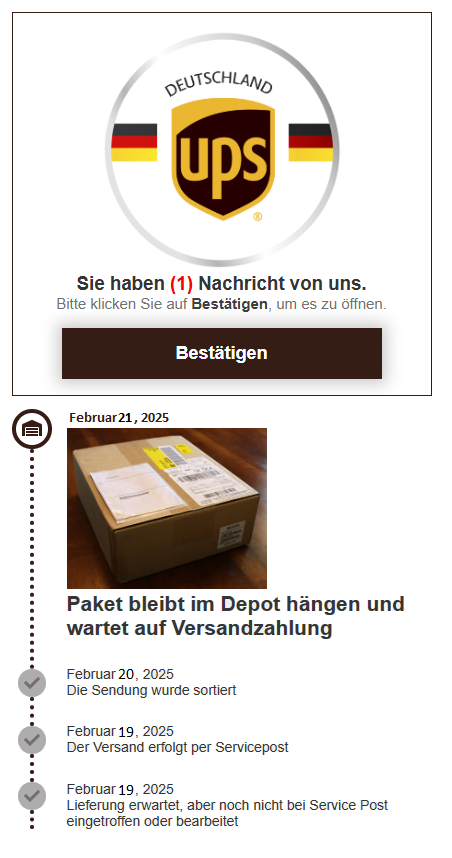 DEUTSCHLAND
ups
®
Sie haben (1) Nachricht von uns.
Bitte klicken Sie auf Bestätigen, um es zu öffnen.
Bestätigen
Februar21, 2025
Paket bleibt im Depot hängen und
wartet auf Versandzahlung
Februar 20, 2025
Die Sendung wurde sortiert
Februar 19, 2025
Der Versand erfolgt per Servicepost
Februar 19, 2025
Lieferung erwartet, aber noch nicht bei Service Post
eingetroffen oder bearbeitet